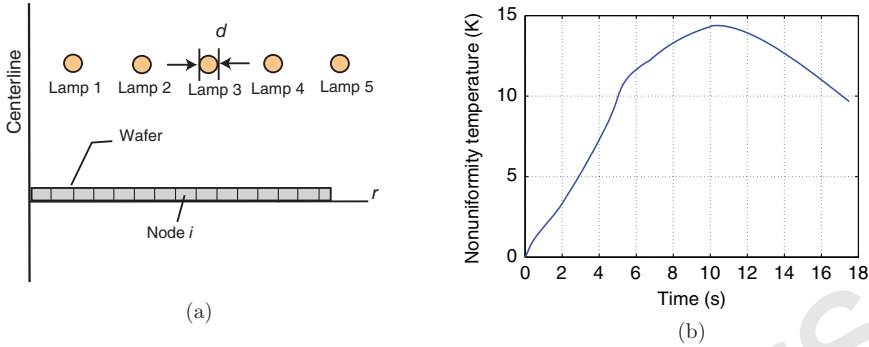 Centerline
d
Lamp 1 Lamp 2 Lamp 3 Lamp 4 Lamp 5
Wafer
r
Node i
(a)
Nonuniformity temperature (K)
15
10
5
0
0 2 4 6 8 10 12 14 16 18
Time (s)
(b)